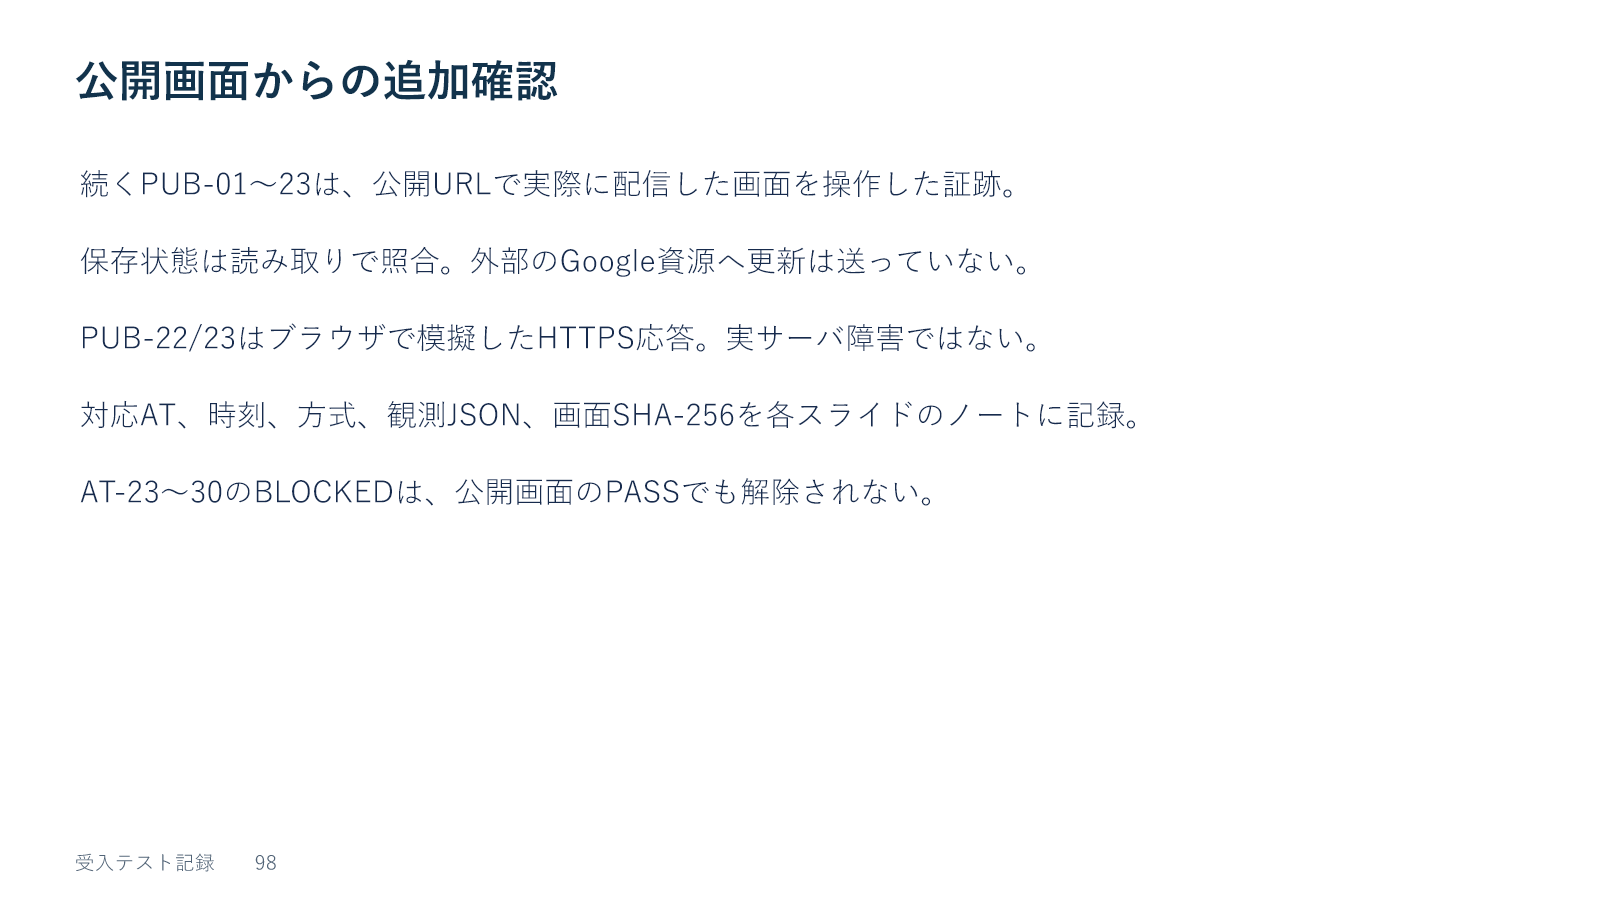 公開画面からの追加確認
続くPUB-01〜23は、公開URLで実際に配信した画面を操作した証跡。
保存状態は読み取りで照合。外部のGoogle資源へ更新は送っていない。
PUB-22/23はブラウザで模擬したHTTPS応答。実サーバ障害ではない。
対応AT、時刻、方式、観測JSON、画面SHA-256を各スライドのノートに記録。
AT-23〜30のBLOCKEDは、公開画面のPASSでも解除されない。
受入テスト記録　98